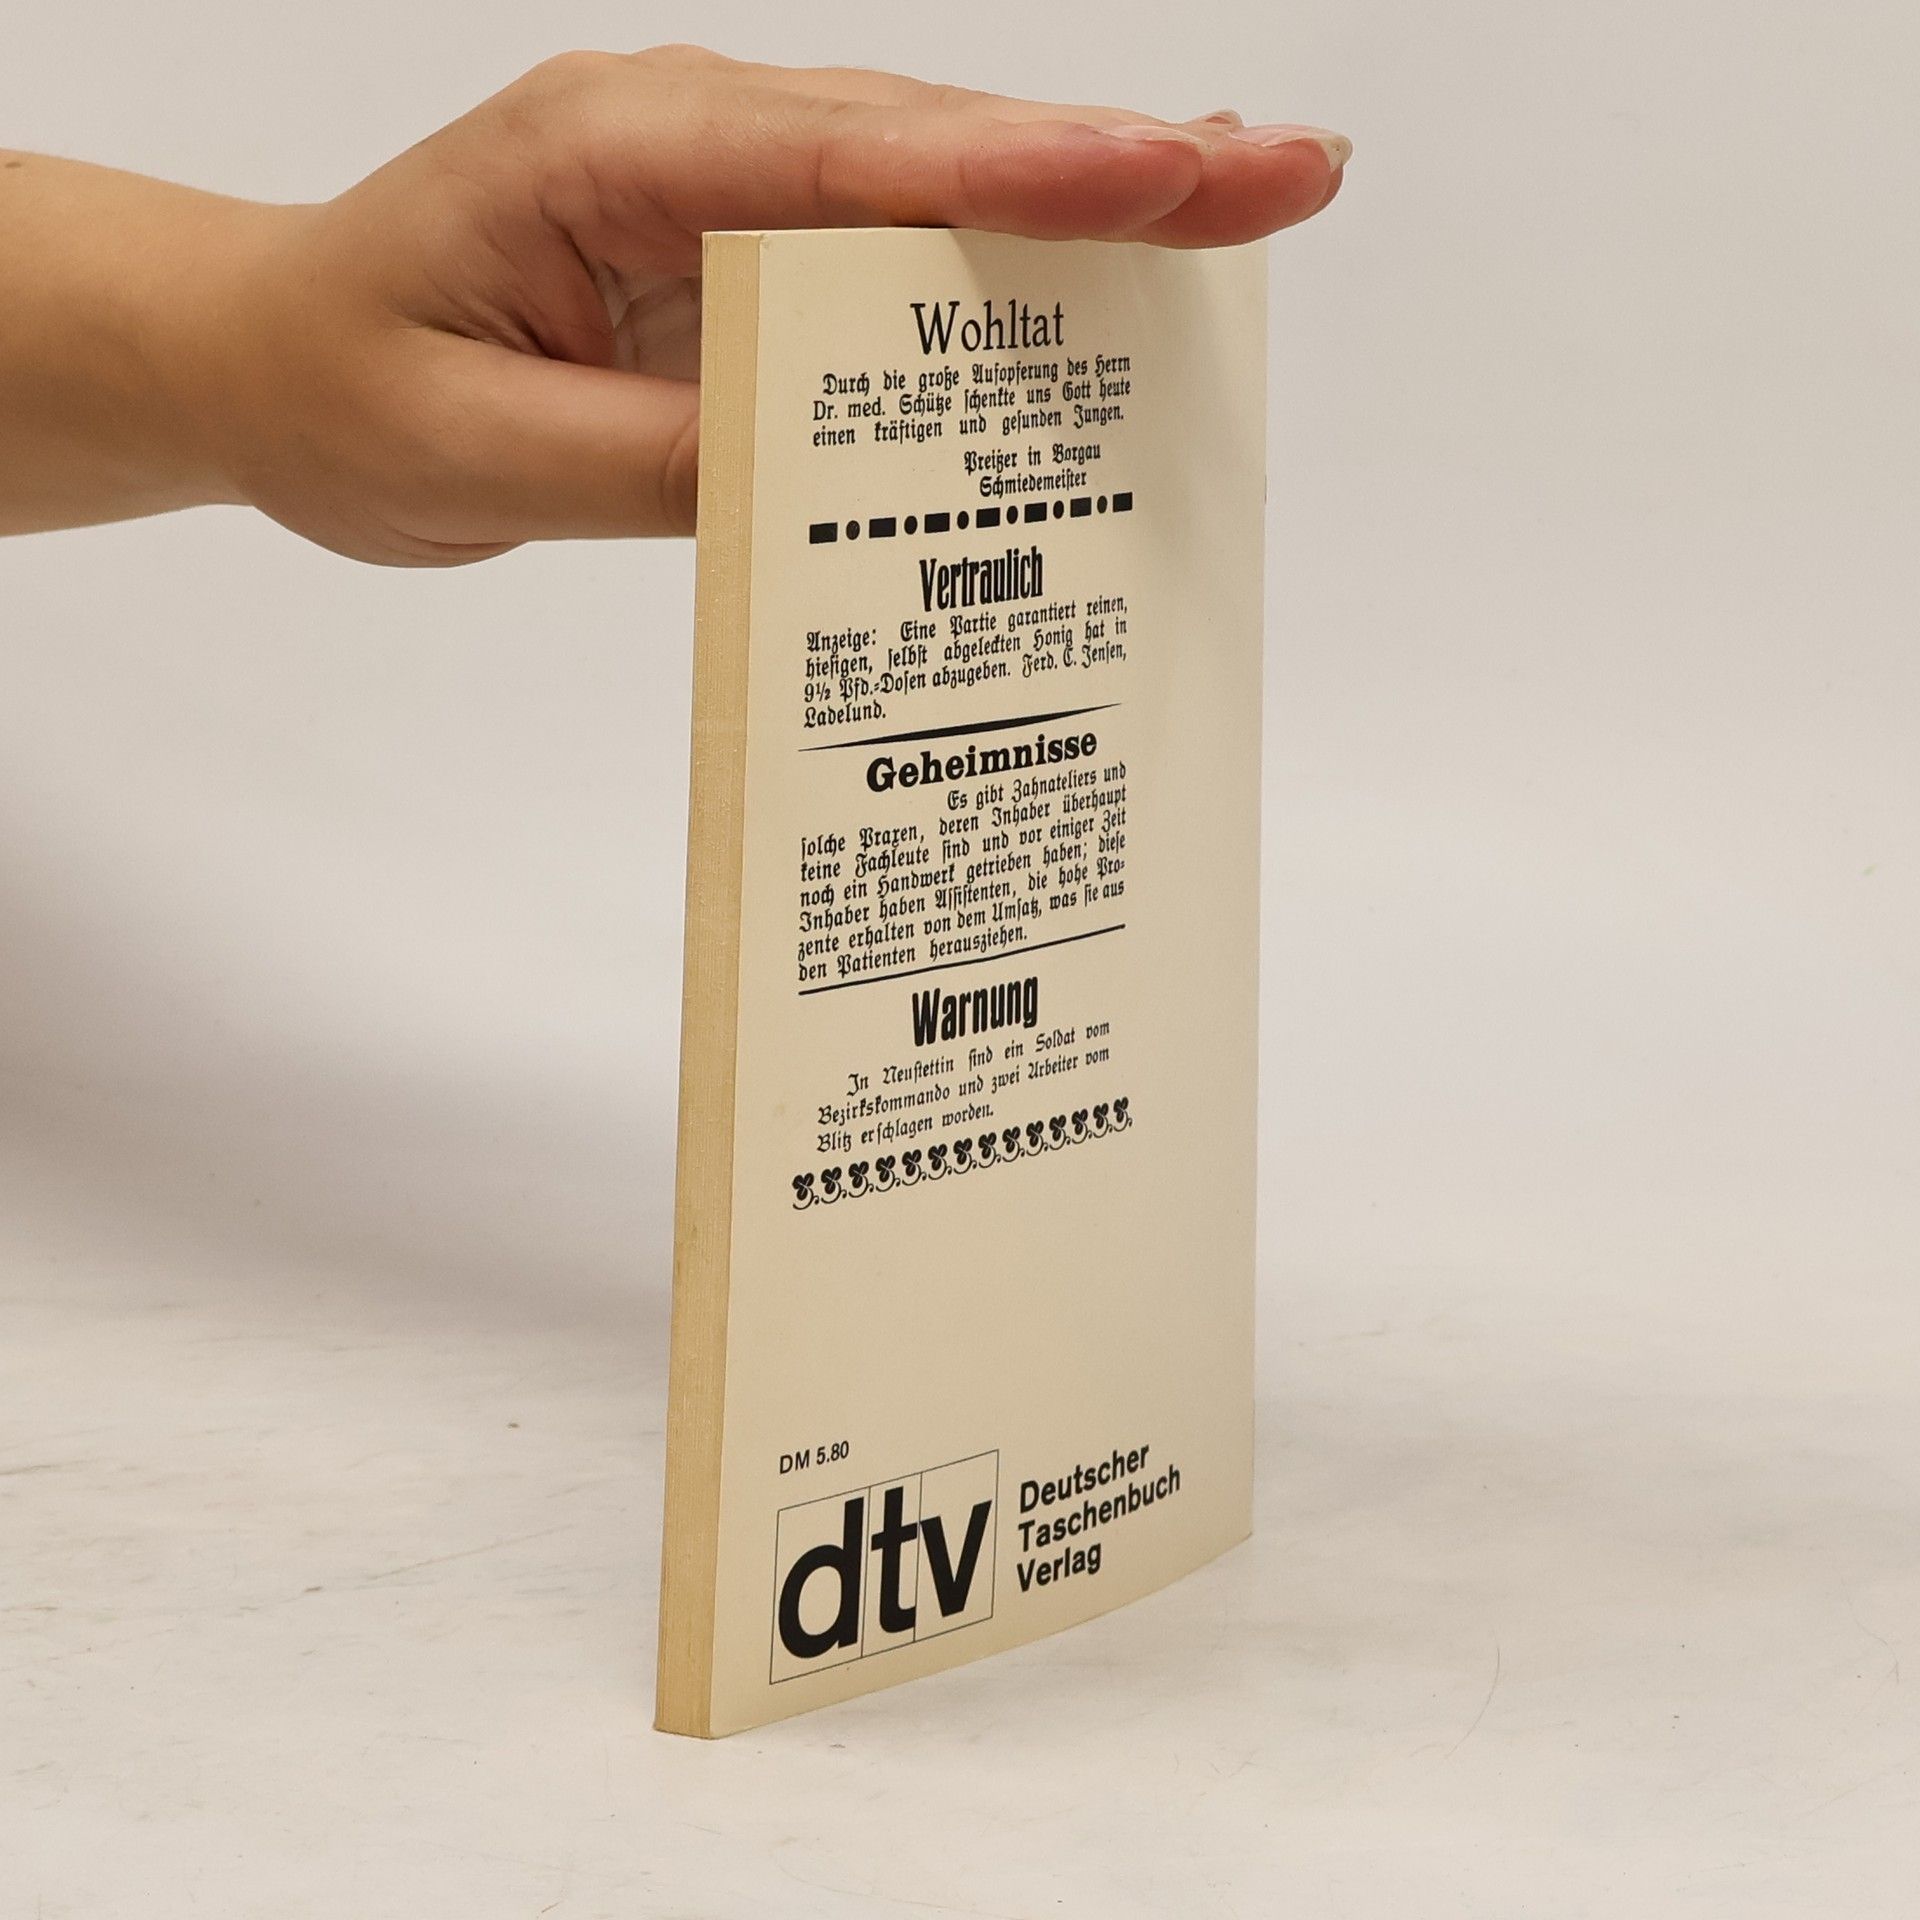 Wohltat
Durch die große Aufopferung des Herrn
Dr. med. Schütze schenkte uns Gott heute
einen kräftigen und gesunden Jungen.
Preißer in Borgau
Schmiedemeister
Vertraulich
Anzeige: Eine Partie garantiert reinen,
hiesigen, selbst abgeleckten Honig hat in
9½ Pfd.-Dosen abzugeben. Ferd. C. Jensen,
Ladelund.
Geheimnisse
Es gibt Zahnateliers und
solche Praxen, deren Inhaber überhaupt
keine Fachleute sind und vor einiger Zeit
noch ein Handwerk getrieben haben; diese
Inhaber haben Assistenten, die hohe Pro-
zente erhalten von dem Umsatz, was sie aus
den Patienten herausziehen.
Warnung
In Neustettin sind ein Soldat vom
Bezirkskommando und zwei Arbeiter vom
Blitz erschlagen worden.
DM 5.80
dtv
Deutscher
Taschenbuch
Verlag